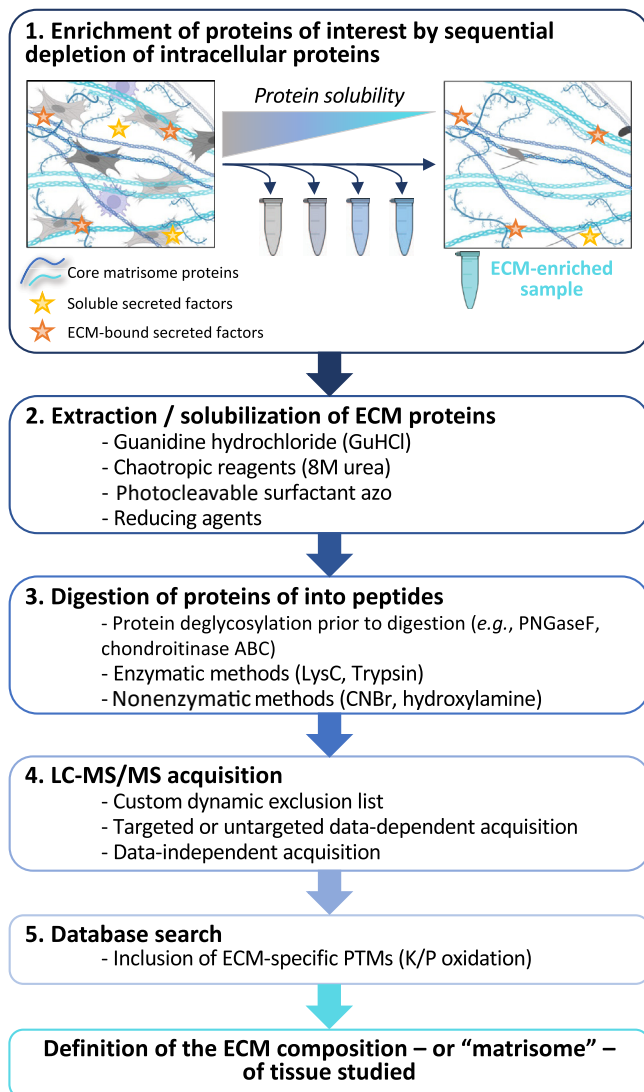 1. Enrichment of proteins of interest by sequential
depletion of intracellular proteins
Protein solubility
Core matrisome proteins
Soluble secreted factors
ECM-bound secreted factors
ECM-enriched
sample
2. Extraction / solubilization of ECM proteins
- Guanidine hydrochloride (GuHCl)
- Chaotropic reagents (8M urea)
- Photocleavable surfactant azo
- Reducing agents
3. Digestion of proteins of into peptides
- Protein deglycosylation prior to digestion (e.g., PNGaseF,
chondroitinase ABC)
- Enzymatic methods (LysC, Trypsin)
- Nonenzymatic methods (CNBr, hydroxylamine)
4. LC-MS/MS acquisition
- Custom dynamic exclusion list
- Targeted or untargeted data-dependent acquisition
- Data-independent acquisition
5. Database search
- Inclusion of ECM-specific PTMs (K/P oxidation)
Definition of the ECM composition – or “matrisome” –
of tissue studied